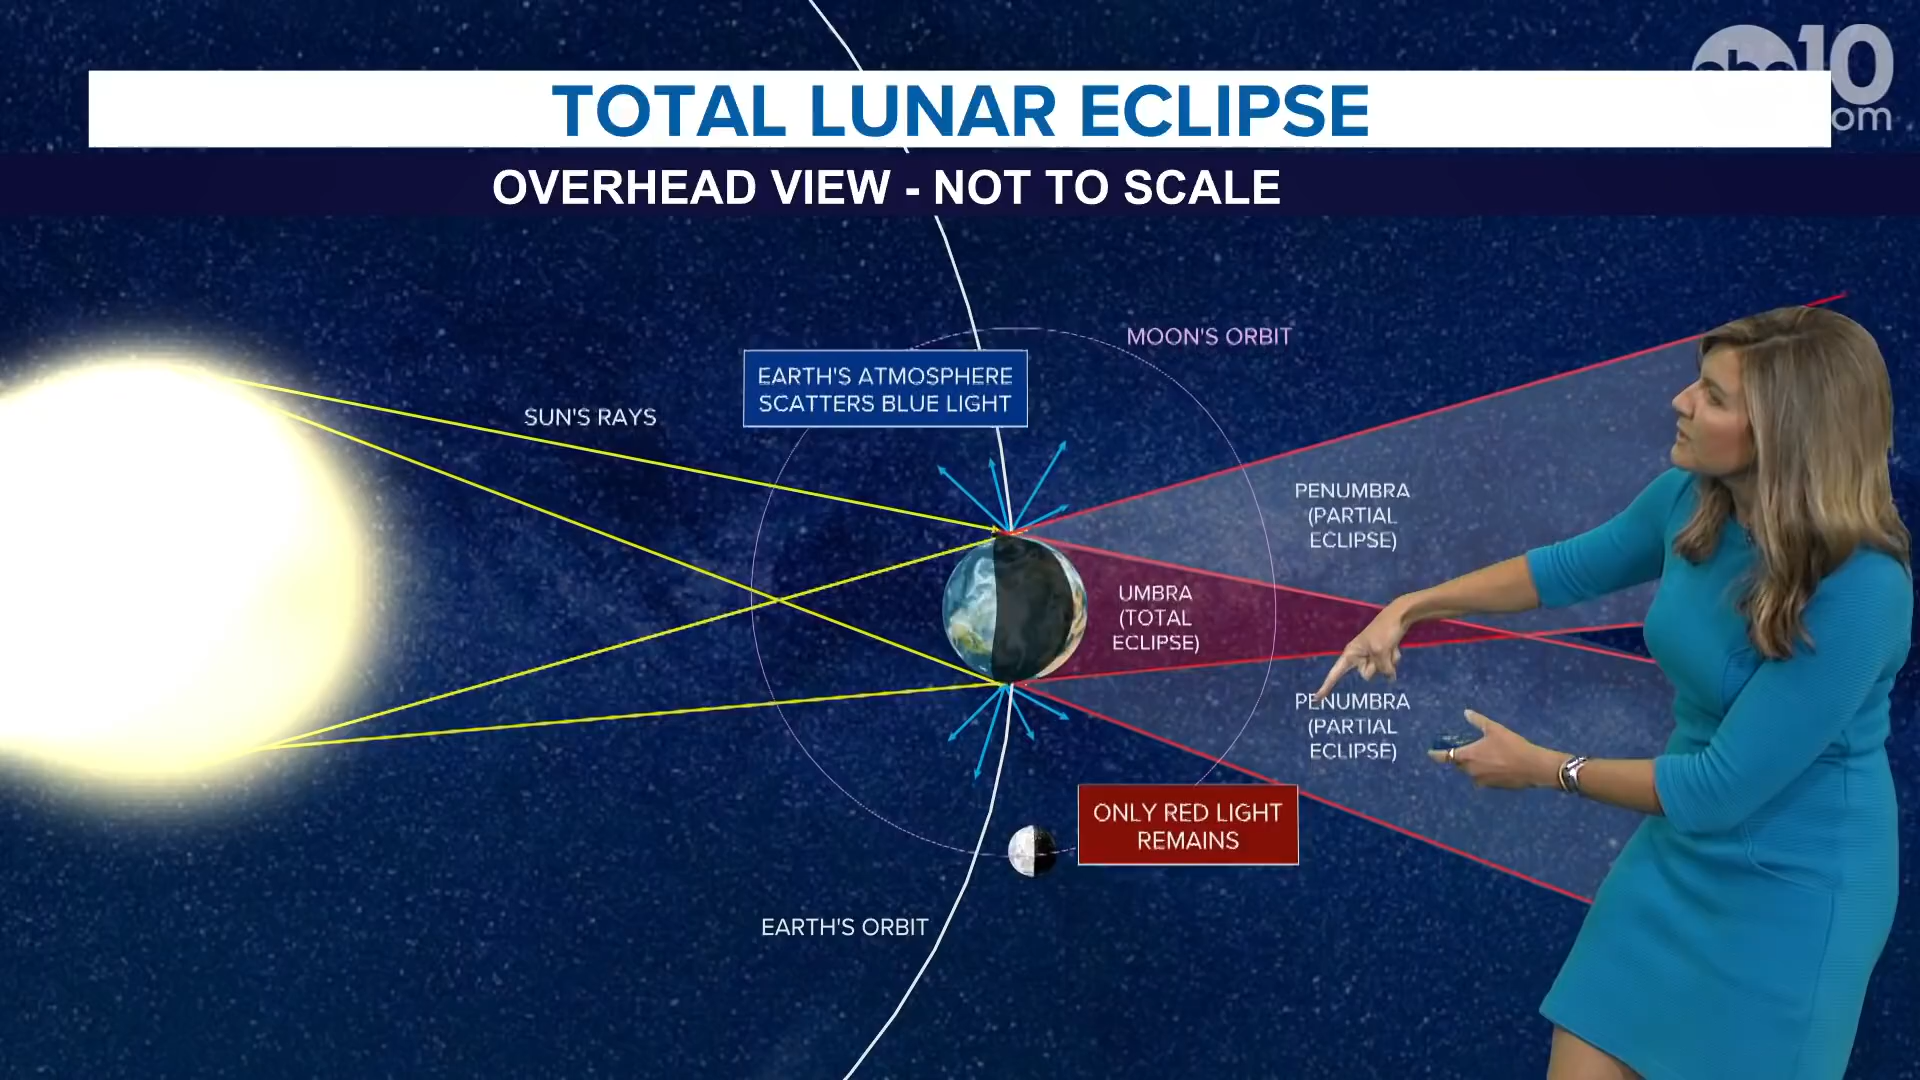 10
TOTAL LUNAR ECLIPSE
OVERHEAD VIEW - NOT TO SCALE
MOON'S ORBIT
EARTH'S ATMOSPHERE
SCATTERS BLUE LIGHT
SUN'S RAYS
PENUMBRA
(PARTIAL
ECLIPSE)
UMBRA
(TOTAL
ECLIPSE)
PENUMBRA
(PARTIAL
ECLIPSE)
ONLY RED LIGHT
REMAINS
EARTH'S ORBIT